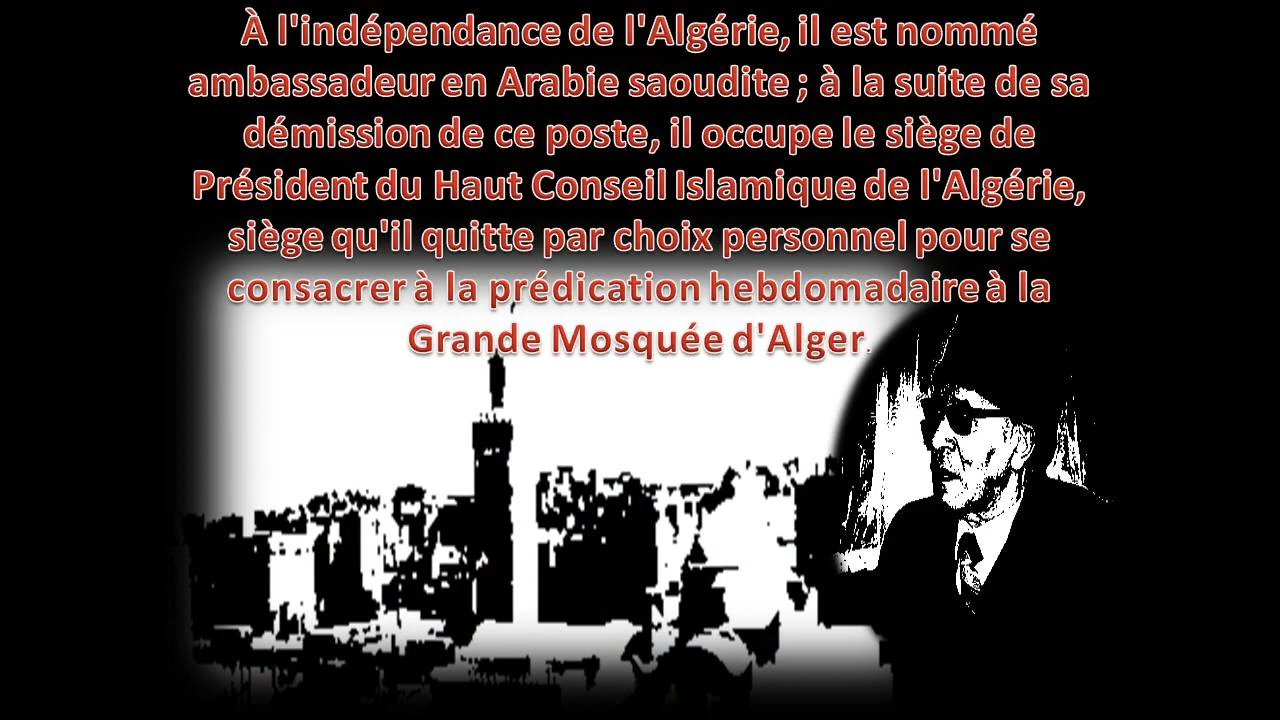 À l'indépendance de l'Algérie, il est nommé
ambassadeur en Arabie saoudite ; à la suite de sa
démission de ce poste, il occupe le siège de
Président du Haut Conseil Islamique de l'Algérie,
siège qu'il quitte par choix personnel pour se
consacrer à la prédication hebdomadaire à la
Grande Mosquée d'Alger.